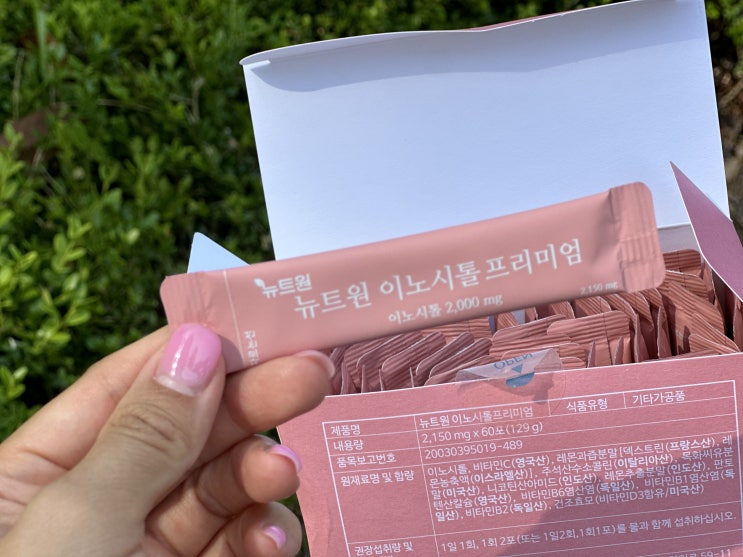 뉴트원
뉴트원 이노시톨프리미엄
이노시톨 2,000 mg
2,150 mg
OPEN
제품명 뉴트원 이노시톨프리미엄 식품유형 기타가공품
내용량 2,150 mg x 60포 (129 g)
품목보고번호 20030395019-489
원재료명 및 함량 이노시톨, 비타민C(영국산), 레몬과즙분말[덱스트린(프랑스산), 레
몬농축액(이스라엘산)], 주석산수소콜린(이탈리아산), 목화씨유분
말(미국산), 니코틴산아미드(인도산), 레몬추출분말(인도산), 판토
텐산칼슘(영국산), 비타민B6염산염(독일산), 비타민B1염산염(독
일산), 비타민B2(독일산), 건조효모(비타민D3함유/미국산)
권장섭취량 및 1일 1회, 1회 2포(또는 1일2회,1회1포)를 물과 함께 섭취하십시오.
59-11